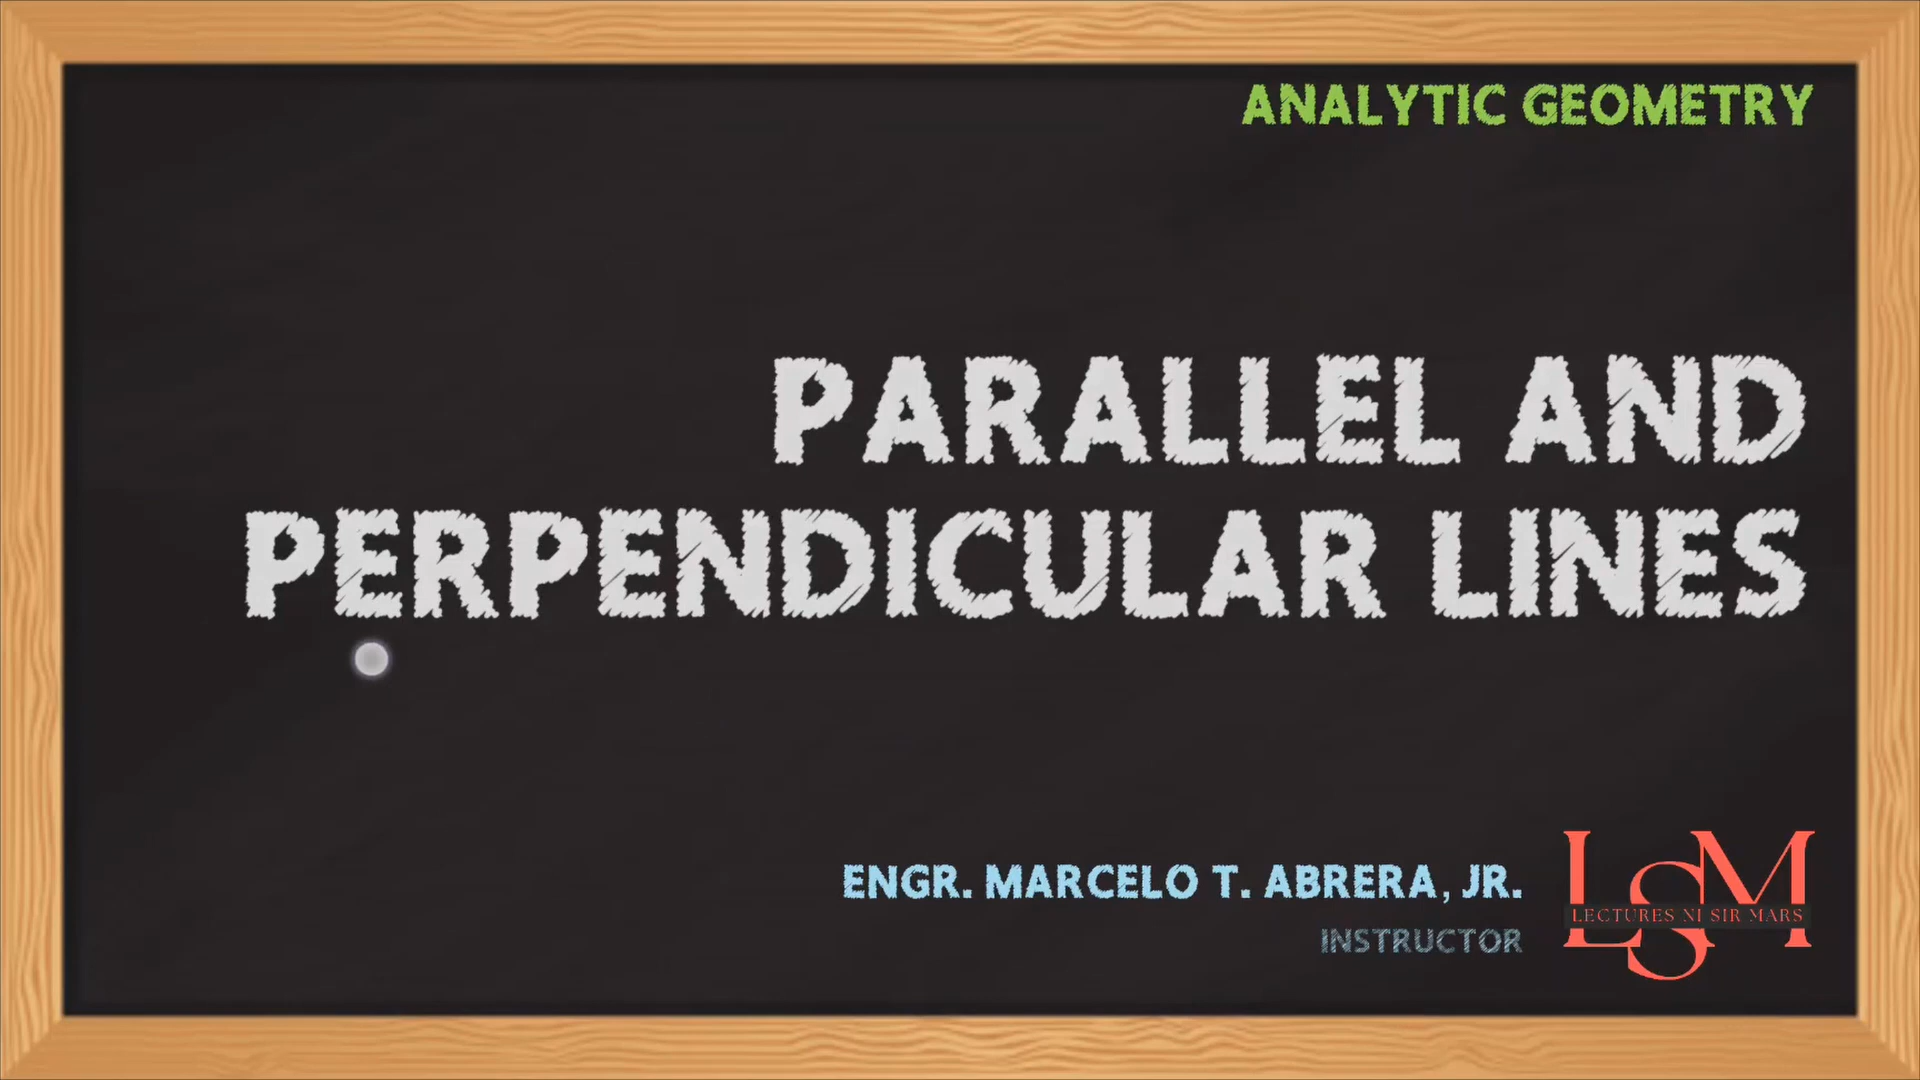 ANALYTIC GEOMETRY
PARALLEL AND
PERPENDICULAR LINES
ENGR. MARCELO T. ABRERA, JR.
INSTRUCTOR
LSM
LECTURES NI SIR MARS